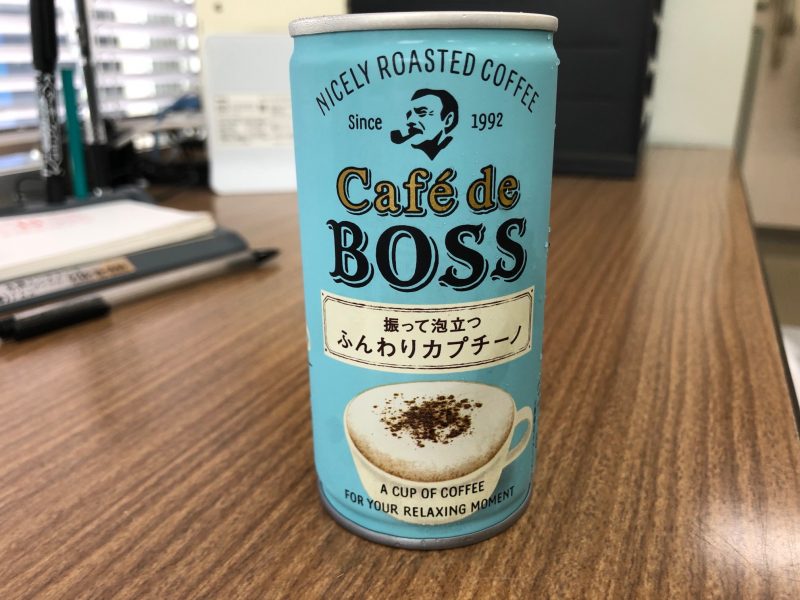 NICELY ROASTED COFFEE
Since 1992
Café de
BOSS
振って泡立つ
ふんわりカプチーノ
A CUP OF COFFEE
FOR YOUR RELAXING MOMENT